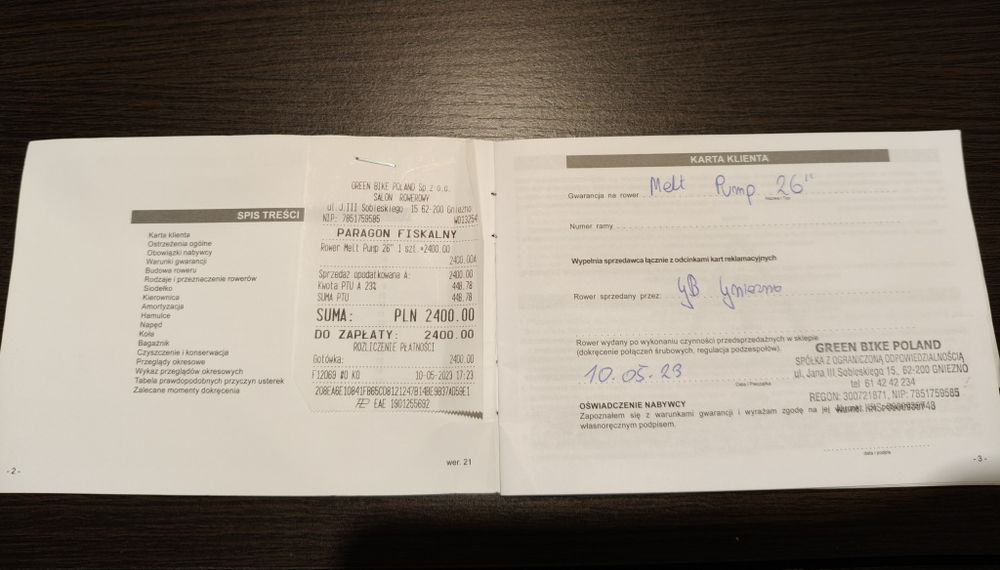 SPIS TREŚCI
Karta klienta
Ostrzeżenia ogólne
Obowiązki nabywcy
Warunki gwarancji
Budowa roweru
Rodzaje i przeznaczenie rowerów
Siodełko
Kierownica
Amortyzacja
Hamulce
Napęd
Koła
Bagażnik
Czyszczenie i konserwacja
Przeglądy okresowe
Wykaz przeglądów okresowych
Tabela prawdopodobnych przyczyn usterek
Zalecane momenty dokręcenia
- 2 -
wer. 21
GREEN BIKE POLAND Sp.z o.o.
SALON ROWEROWY
ul.J.III Sobieskiego 15 62-200 Gniezno
NIP: 7851759585 W013254
PARAGON FISKALNY
Rower Melt Pump 26" 1 szt.*2400.00
2400.00A
Sprzedaż opodatkowana A: 2400.00
Kwota PTU A 23% 448.78
SUMA PTU 448.78
SUMA: PLN 2400.00
DO ZAPŁATY: 2400.00
ROZLICZENIE PŁATNOŚCI
Gotówka: 2400.00
F12069 #0 KO 10-05-2023 17:23
EAE 1901255692
KARTA KLIENTA
Gwarancja na rower Melt Pump 26"
Nazwa i Typ
Numer ramy
Wypełnia sprzedawca łącznie z odcinkami kart reklamacyjnych
Rower sprzedany przez: GB Gniezno
Rower wydany po wykonaniu czynności przedsprzedażnych w sklepie
(dokręcenie połączeń śrubowych, regulacja podzespołów).
10.05.23
Data i Pieczątka
GREEN BIKE POLAND
SPÓŁKA Z OGRANICZONĄ ODPOWIEDZIALNOŚCIĄ
ul. Jana III Sobieskiego 15, 62-200 GNIEZNO
tel 61 42 42 234
REGON: 300721871, NIP: 7851759585
OŚWIADCZENIE NABYWCY
Zapoznałem się z warunkami gwarancji i wyrażam zgodę na jej
własnoręcznym podpisem.
data i podpis
- 3 -